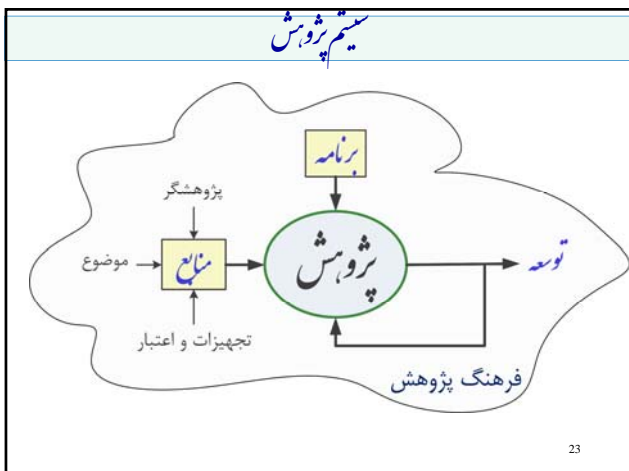 سیستم پژوهش
برنامه
پژوهشگر
موضوع
منابع
پژوهش
توسعه
تجهیزات و اعتبار
فرهنگ پژوهش
23